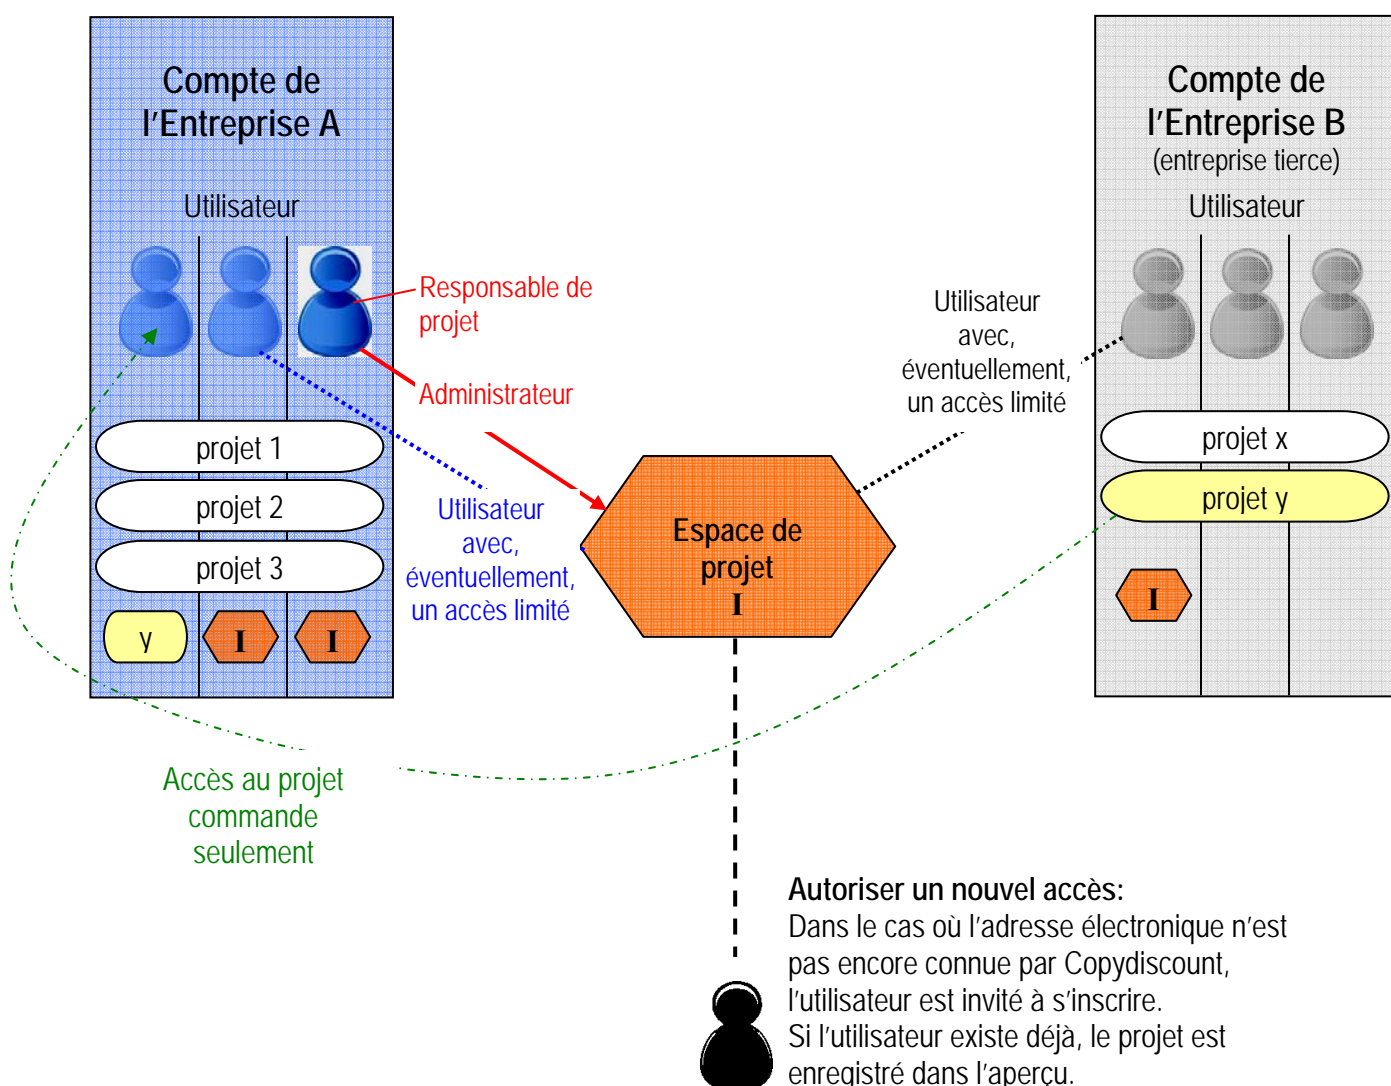 Compte de
l'Entreprise A
Utilisateur
projet 1
projet 2
projet 3
y
I
I
Responsable de
projet
Administrateur
Utilisateur
avec,
éventuellement,
un accès limité
Espace de
projet
I
Utilisateur
avec,
éventuellement,
un accès limité
Compte de
l'Entreprise B
(entreprise tierce)
Utilisateur
projet x
projet y
I
Accès au projet
commande
seulement
Autoriser un nouvel accès:
Dans le cas où l'adresse électronique n'est
pas encore connue par Copydiscount,
l'utilisateur est invité à s'inscrire.
Si l'utilisateur existe déjà, le projet est
enregistré dans l'aperçu.